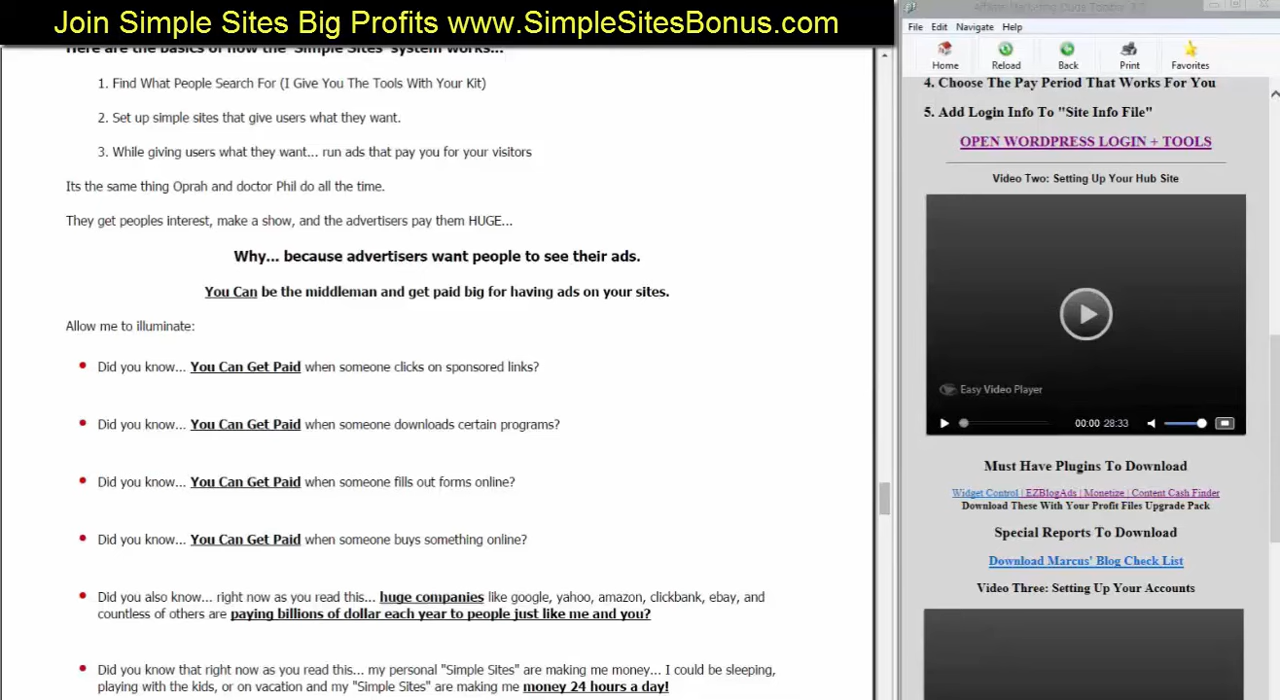 Join Simple Sites Big Profits www.SimpleSitesBonus.com
Here are the basics of how the 'Simple Sites' system works...
1. Find What People Search For (I Give You The Tools With Your Kit)
2. Set up simple sites that give users what they want.
3. While giving users what they want... run ads that pay you for your visitors
Its the same thing Oprah and doctor Phil do all the time.
They get peoples interest, make a show, and the advertisers pay them HUGE...
Why... because advertisers want people to see their ads.
You Can be the middleman and get paid big for having ads on your sites.
Allow me to illuminate:
Did you know... You Can Get Paid when someone clicks on sponsored links?
Did you know... You Can Get Paid when someone downloads certain programs?
Did you know... You Can Get Paid when someone fills out forms online?
Did you know... You Can Get Paid when someone buys something online?
Did you also know... right now as you read this... huge companies like google, yahoo, amazon, clickbank, ebay, and
countless of others are paying billions of dollar each year to people just like me and you?
Did you know that right now as you read this... my personal "Simple Sites" are making me money... I could be sleeping,
playing with the kids, or on vacation and my "Simple Sites" are making me money 24 hours a day!
File Edit Navigate Help
Home Reload Back Print Favorites
4. Choose The Pay Period That Works For You
5. Add Login Info To "Site Info File"
OPEN WORDPRESS LOGIN + TOOLS
Video Two: Setting Up Your Hub Site
Easy Video Player
00:00 28:33
Must Have Plugins To Download
Widget Control | EZBlogAds | Monetize | Content Cash Finder
Download These With Your Profit Files Upgrade Pack
Special Reports To Download
Download Marcus' Blog Check List
Video Three: Setting Up Your Accounts